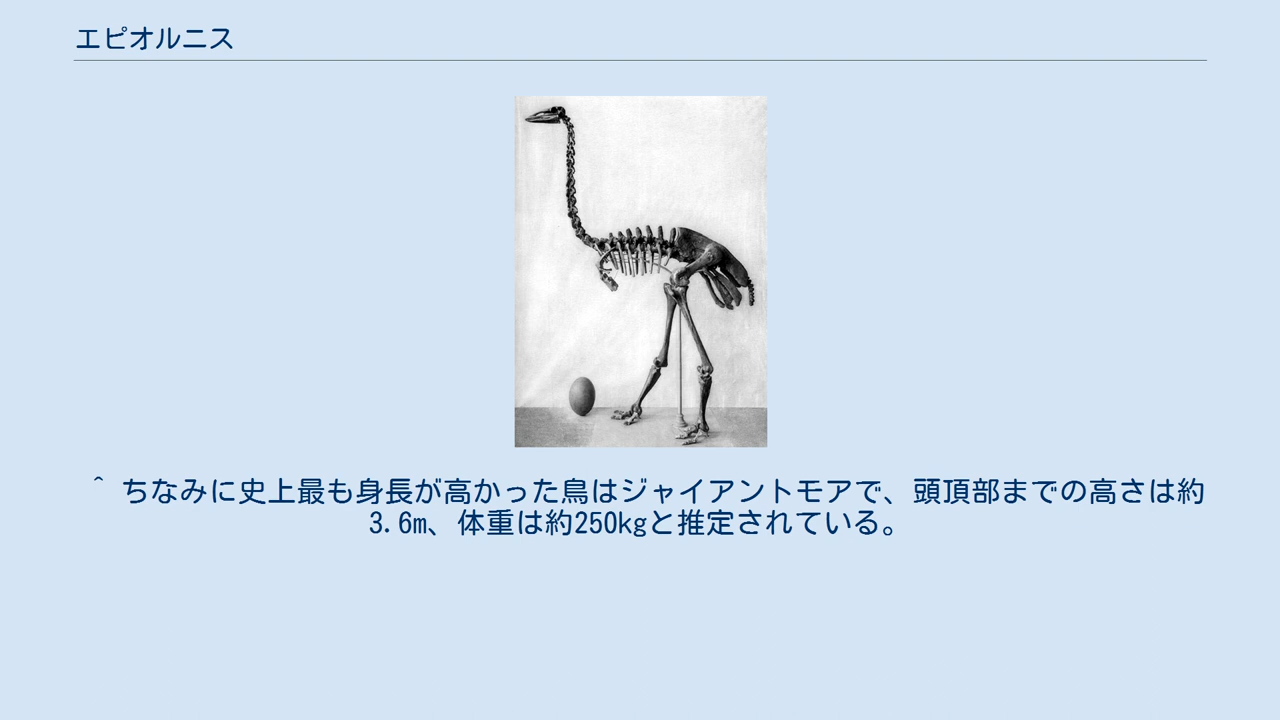 エピオルニス
^ ちなみに史上最も身長が高かった鳥はジャイアントモアで、頭頂部までの高さは約
3.6m、体重は約250kgと推定されている。